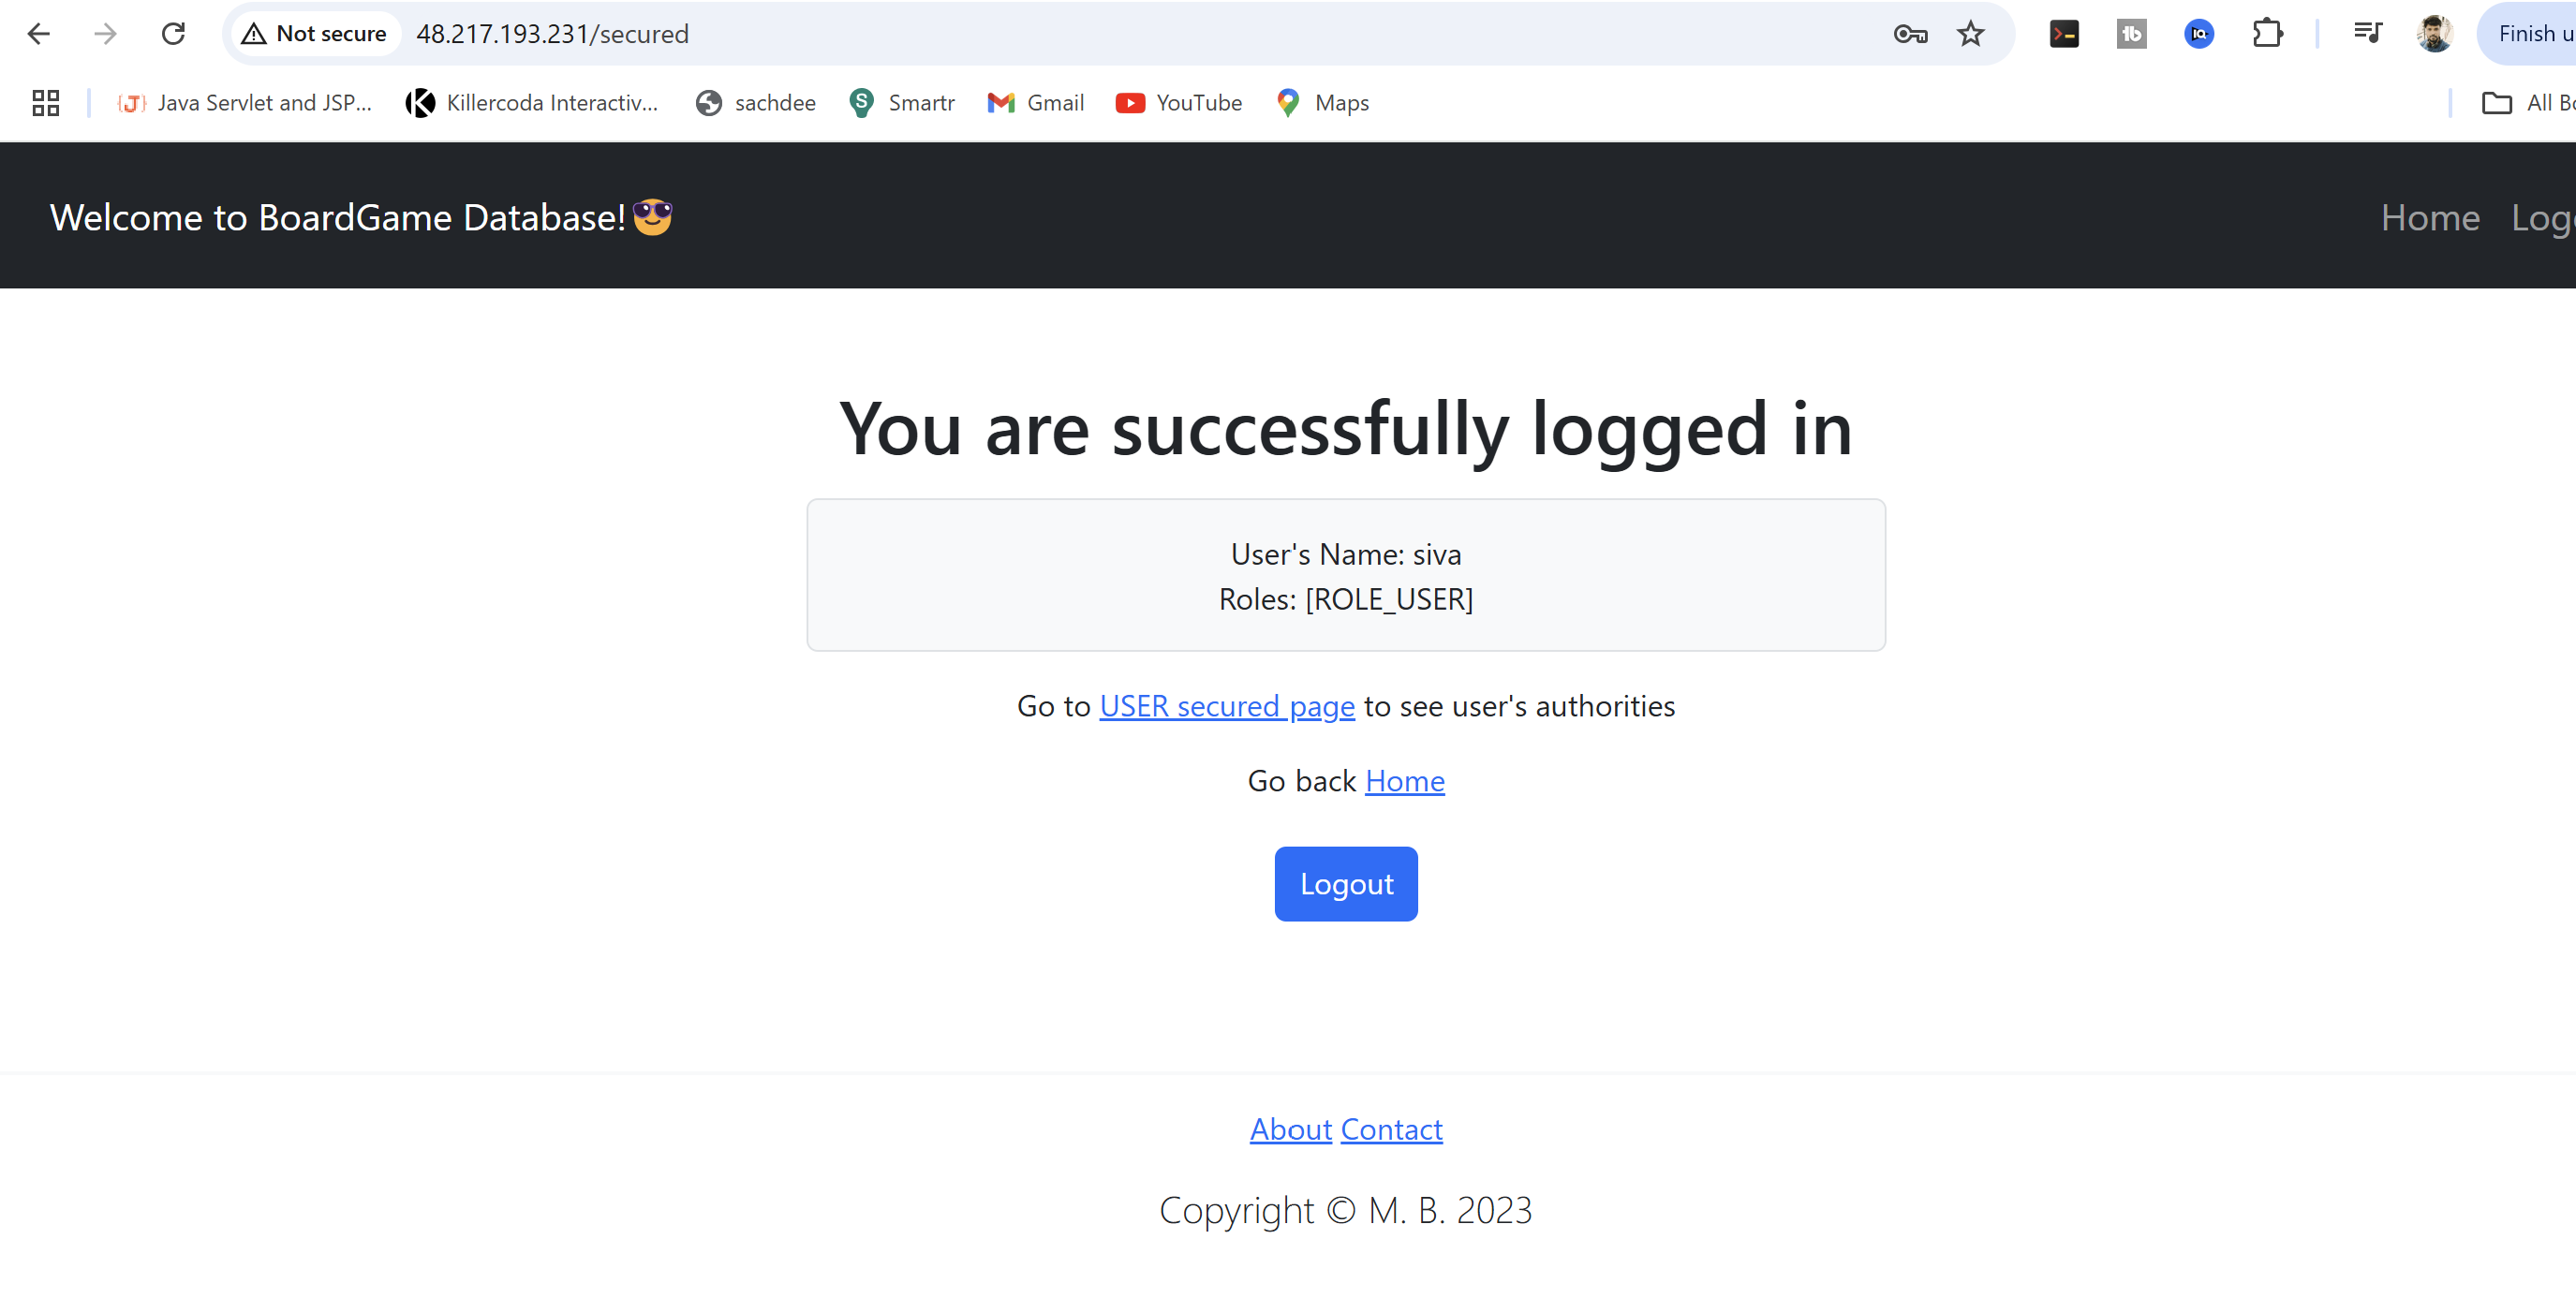 Not secure 48.217.193.231/secured
Finish u
Java Servlet and JSP... Killercoda Interactiv... sachdee Smartr Gmail YouTube Maps All Bo
Welcome to BoardGame Database!😎 Home Logo
You are successfully logged in
User's Name: siva
Roles: [ROLE_USER]
Go to USER secured page to see user's authorities
Go back Home
Logout
About Contact
Copyright © M. B. 2023